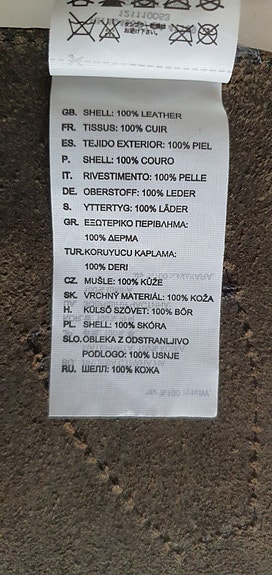 121110053
GB. SHELL: 100% LEATHER
FR. TISSUS: 100% CUIR
ES. TEJIDO EXTERIOR: 100% PIEL
P. SHELL: 100% COURO
IT. RIVESTIMENTO: 100% PELLE
DE. OBERSTOFF: 100% LEDER
S. YTTERTYG: 100% LÄDER
GR. ΕΞΩΤΕΡΙΚΟ ΠΕΡΙΒΛΗΜΑ:
100% ΔΕΡΜΑ
TUR.KORUYUCU KAPLAMA:
100% DERI
CZ. MUŠLE: 100% KŮŽE
SK. VRCHNÝ MATERIÁL: 100% KOŽA
H. KÜLSŐ SZÖVET: 100% BŐR
PL. SHELL: 100% SKÓRA
SLO.OBLEKA Z ODSTRANLJIVO
PODLOGO: 100% USNJE
RU. ШЕЛЛ: 100% КОЖА